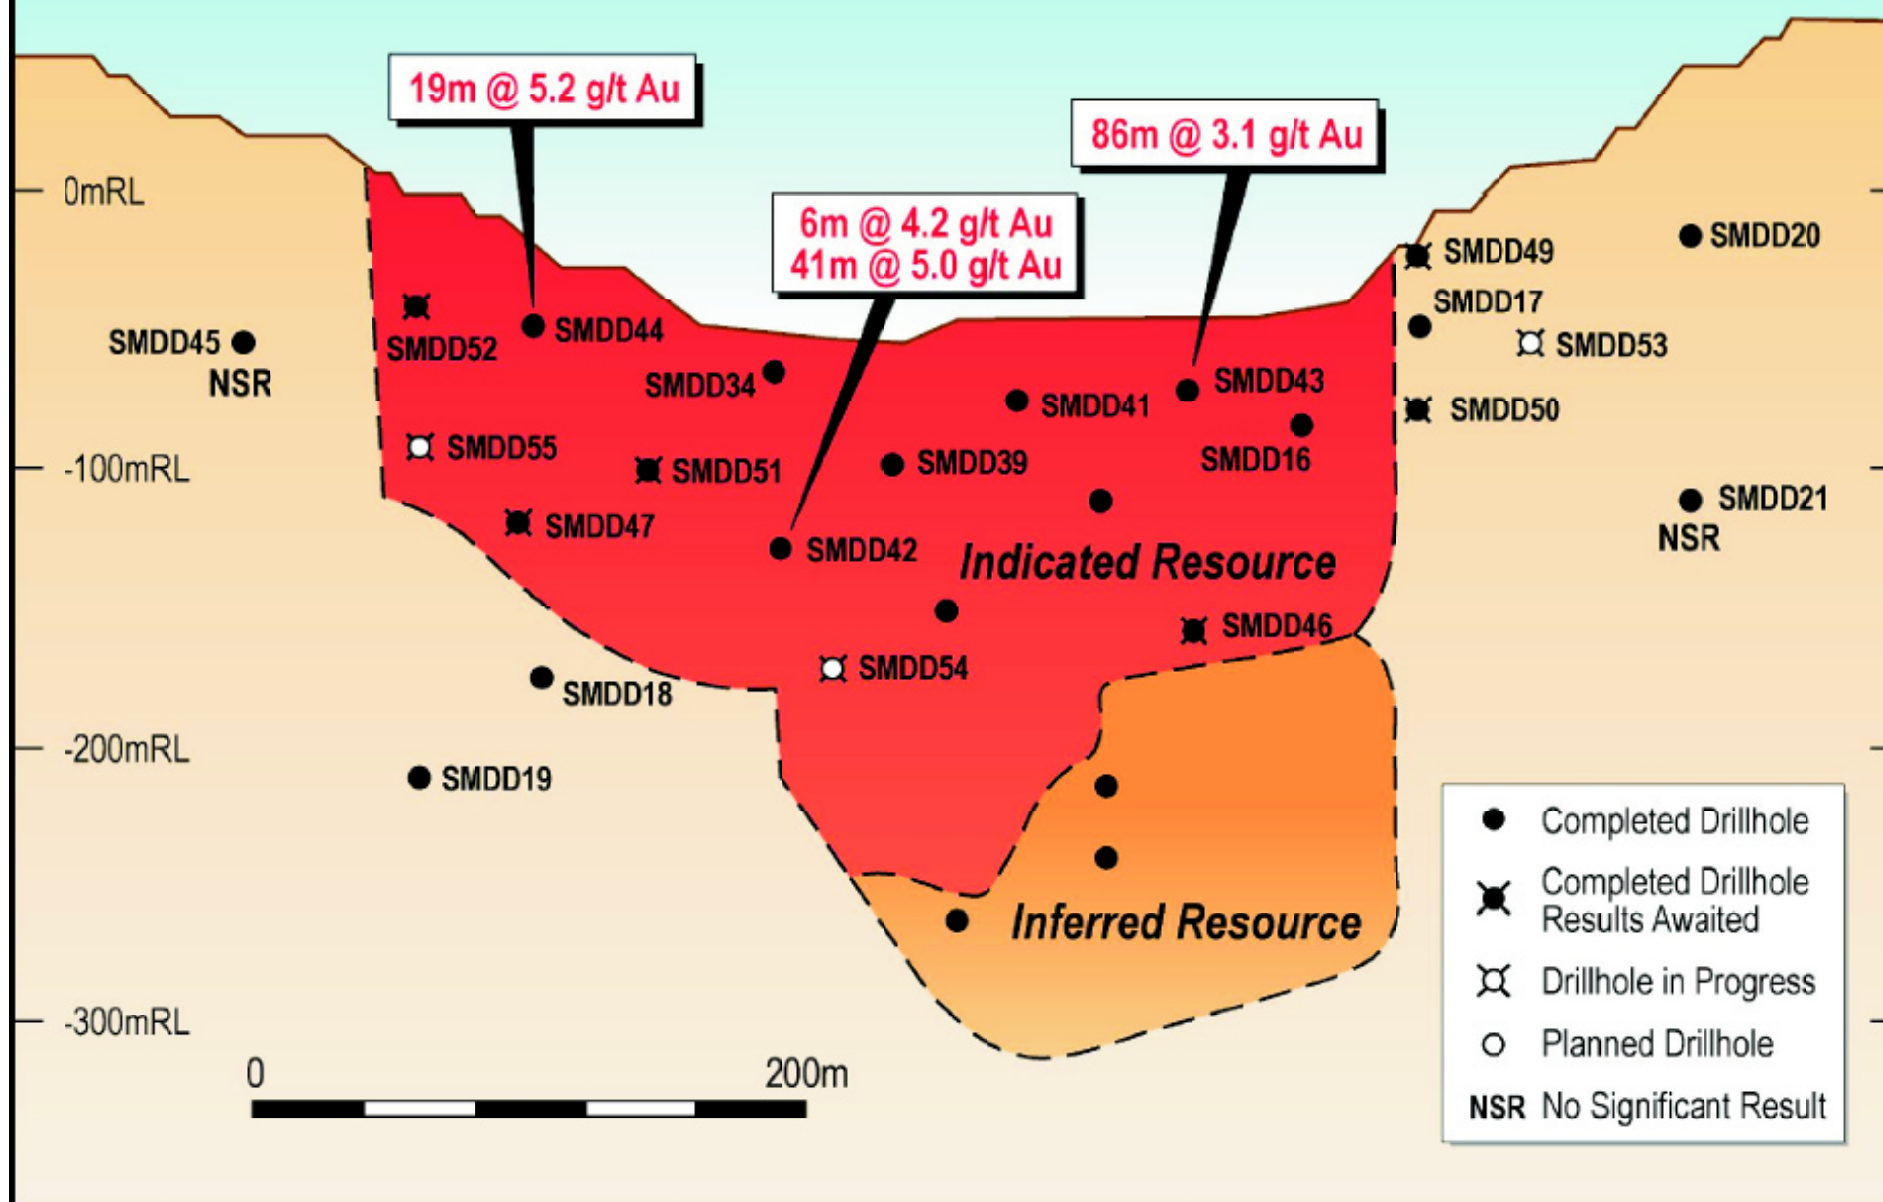 19m @ 5.2 g/t Au
86m @ 3.1 g/t Au
0mRL
6m @ 4.2 g/t Au
41m @ 5.0 g/t Au
SMDD20
SMDD49
SMDD17
SMDD45
NSR
SMDD52
SMDD44
SMDD53
SMDD34
SMDD43
SMDD41
SMDD50
SMDD55
-100mRL
SMDD51
SMDD39
SMDD16
SMDD21
NSR
SMDD47
SMDD42
Indicated Resource
SMDD46
SMDD54
SMDD18
-200mRL
SMDD19
Inferred Resource
-300mRL
0
200m
Completed Drillhole
Completed Drillhole
Results Awaited
Drillhole in Progress
Planned Drillhole
NSR No Significant Result